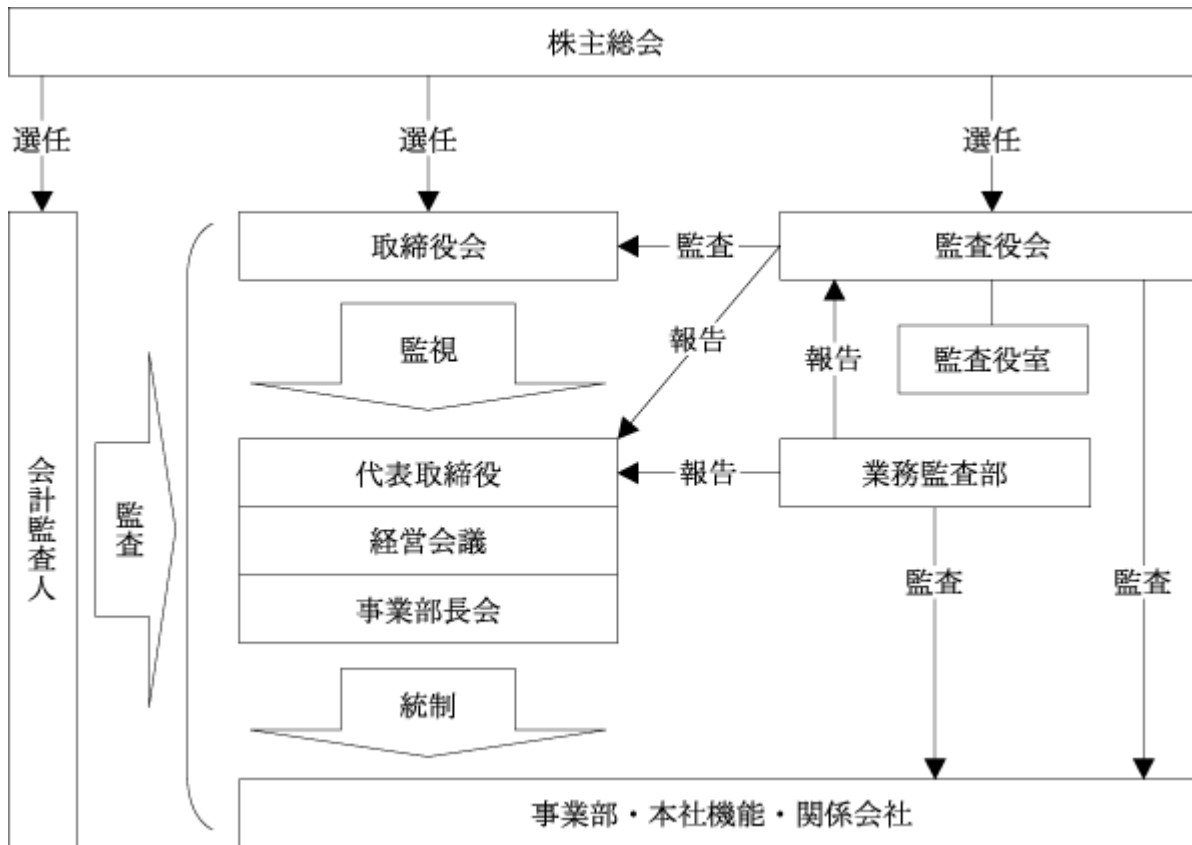 株主総会
選任
選任
選任
取締役会
監査
監査役会
監視
報告
報告
監査役室
会計監査人
監査
代表取締役
報告
業務監査部
経営会議
事業部長会
監査
監査
統制
事業部・本社機能・関係会社